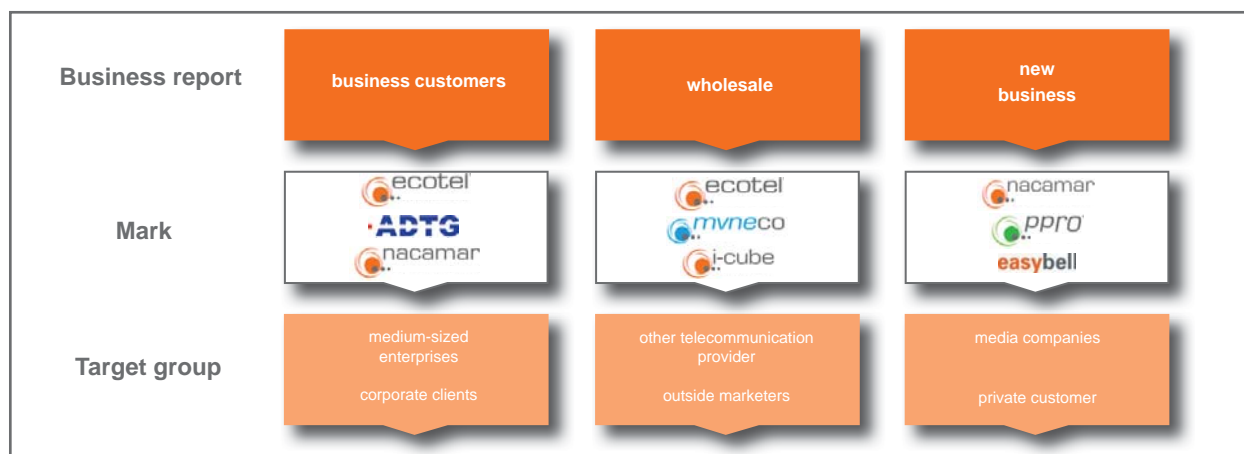 Business report
business customers
wholesale
new
business
Mark
ecotel
ADTG
nacamar
ecotel
mvneco
i-cube
nacamar
ppro
easybell
Target group
medium-sized
enterprises
corporate clients
other telecommunication
provider
outside marketers
media companies
private customer